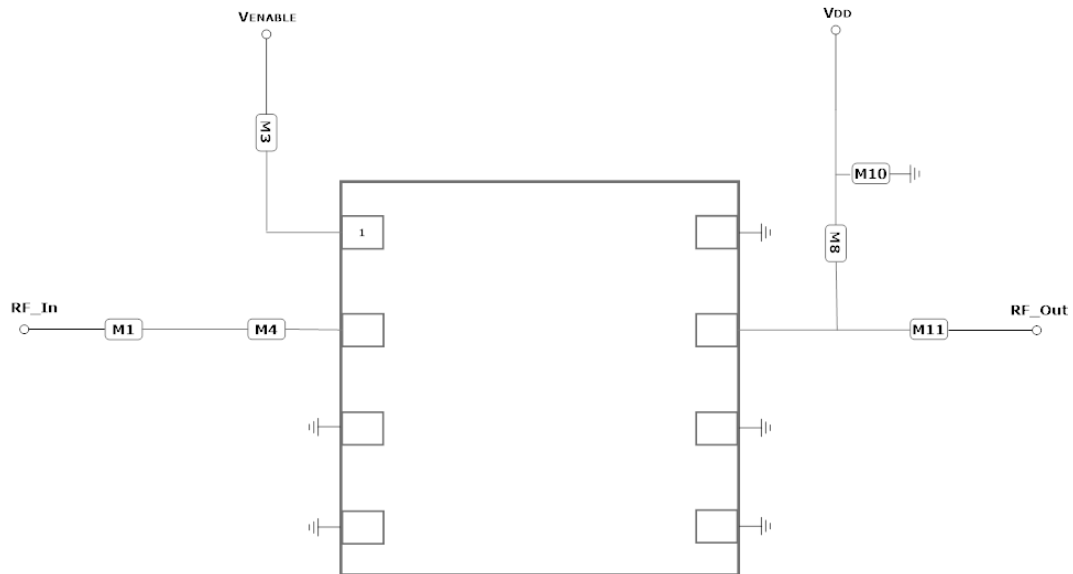 VENABLE
VDD
M3
M10
1
M8
RF_In
M1
M4
M11
RF_Out